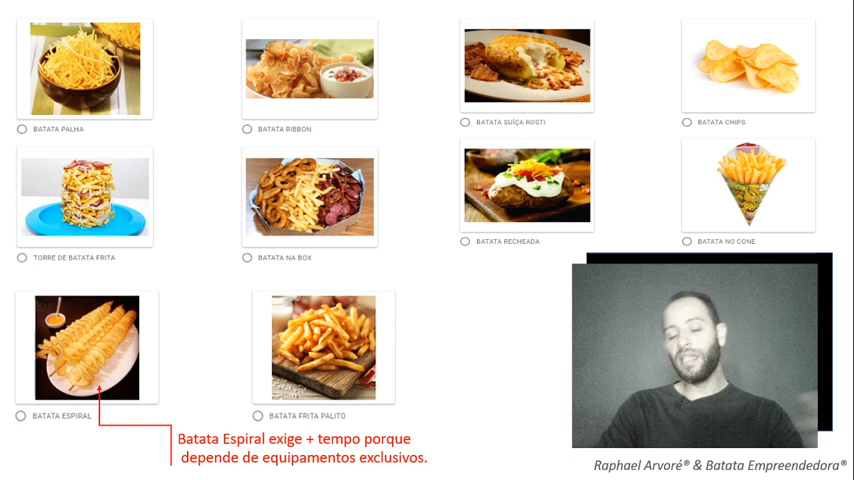 BATATA PALHA
BATATA RIBBON
BATATA SUÍÇA ROSTI
BATATA CHIPS
TORRE DE BATATA FRITA
BATATA NA BOX
BATATA RECHEADA
BATATA NO CONE
BATATA ESPIRAL
BATATA FRITA PALITO
Batata Espiral exige + tempo porque
depende de equipamentos exclusivos.
Raphael Arvoré® & Batata Empreendedora®